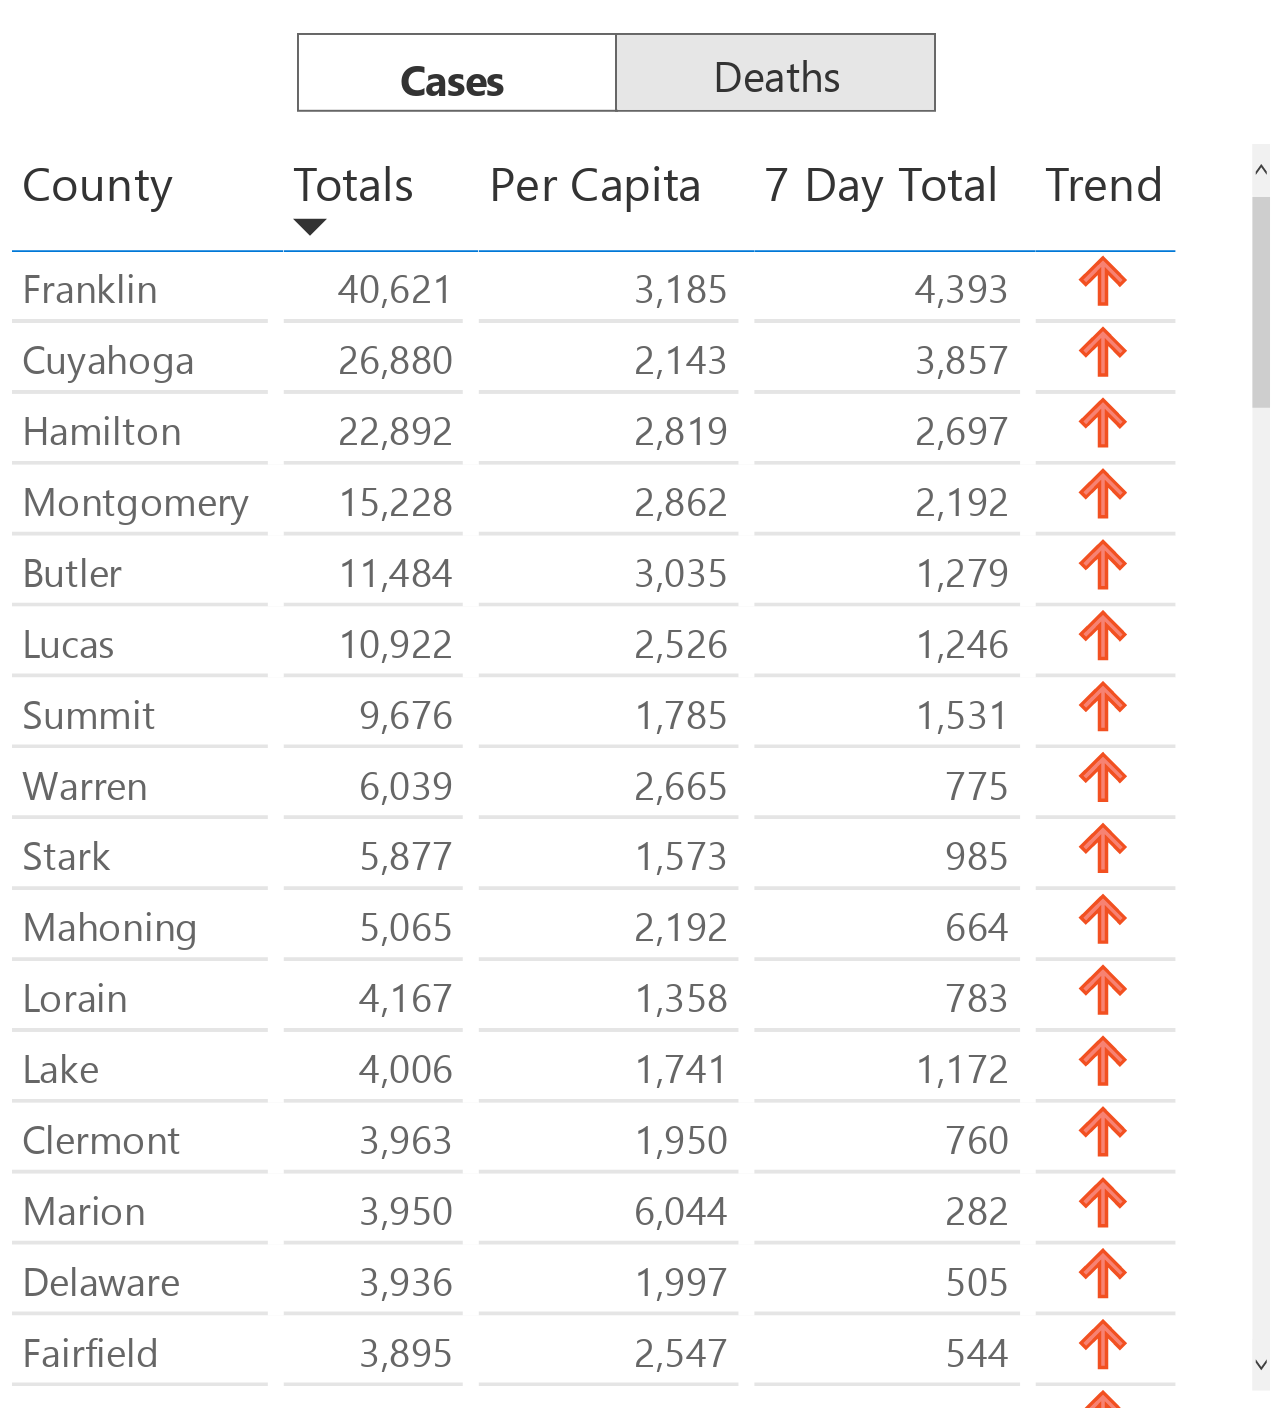 Cases Deaths
County Totals Per Capita 7 Day Total Trend
Franklin 40,621 3,185 4,393
Cuyahoga 26,880 2,143 3,857
Hamilton 22,892 2,819 2,697
Montgomery 15,228 2,862 2,192
Butler 11,484 3,035 1,279
Lucas 10,922 2,526 1,246
Summit 9,676 1,785 1,531
Warren 6,039 2,665 775
Stark 5,877 1,573 985
Mahoning 5,065 2,192 664
Lorain 4,167 1,358 783
Lake 4,006 1,741 1,172
Clermont 3,963 1,950 760
Marion 3,950 6,044 282
Delaware 3,936 1,997 505
Fairfield 3,895 2,547 544